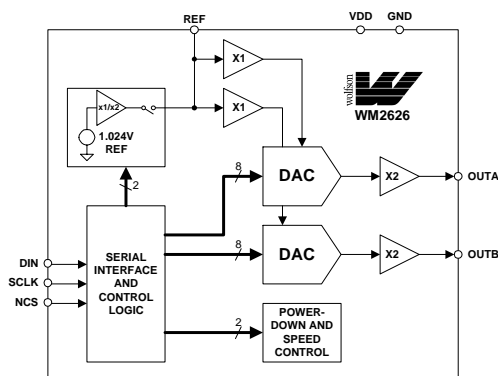 REF
VDD
GND
X1
wolfson
WM2626
x1/x2
X1
1.024V
REF
2
8
DAC
X2
OUTA
8
DAC
X2
OUTB
DIN
SCLK
NCS
SERIAL
INTERFACE
AND
CONTROL
LOGIC
2
POWER-
DOWN AND
SPEED
CONTROL